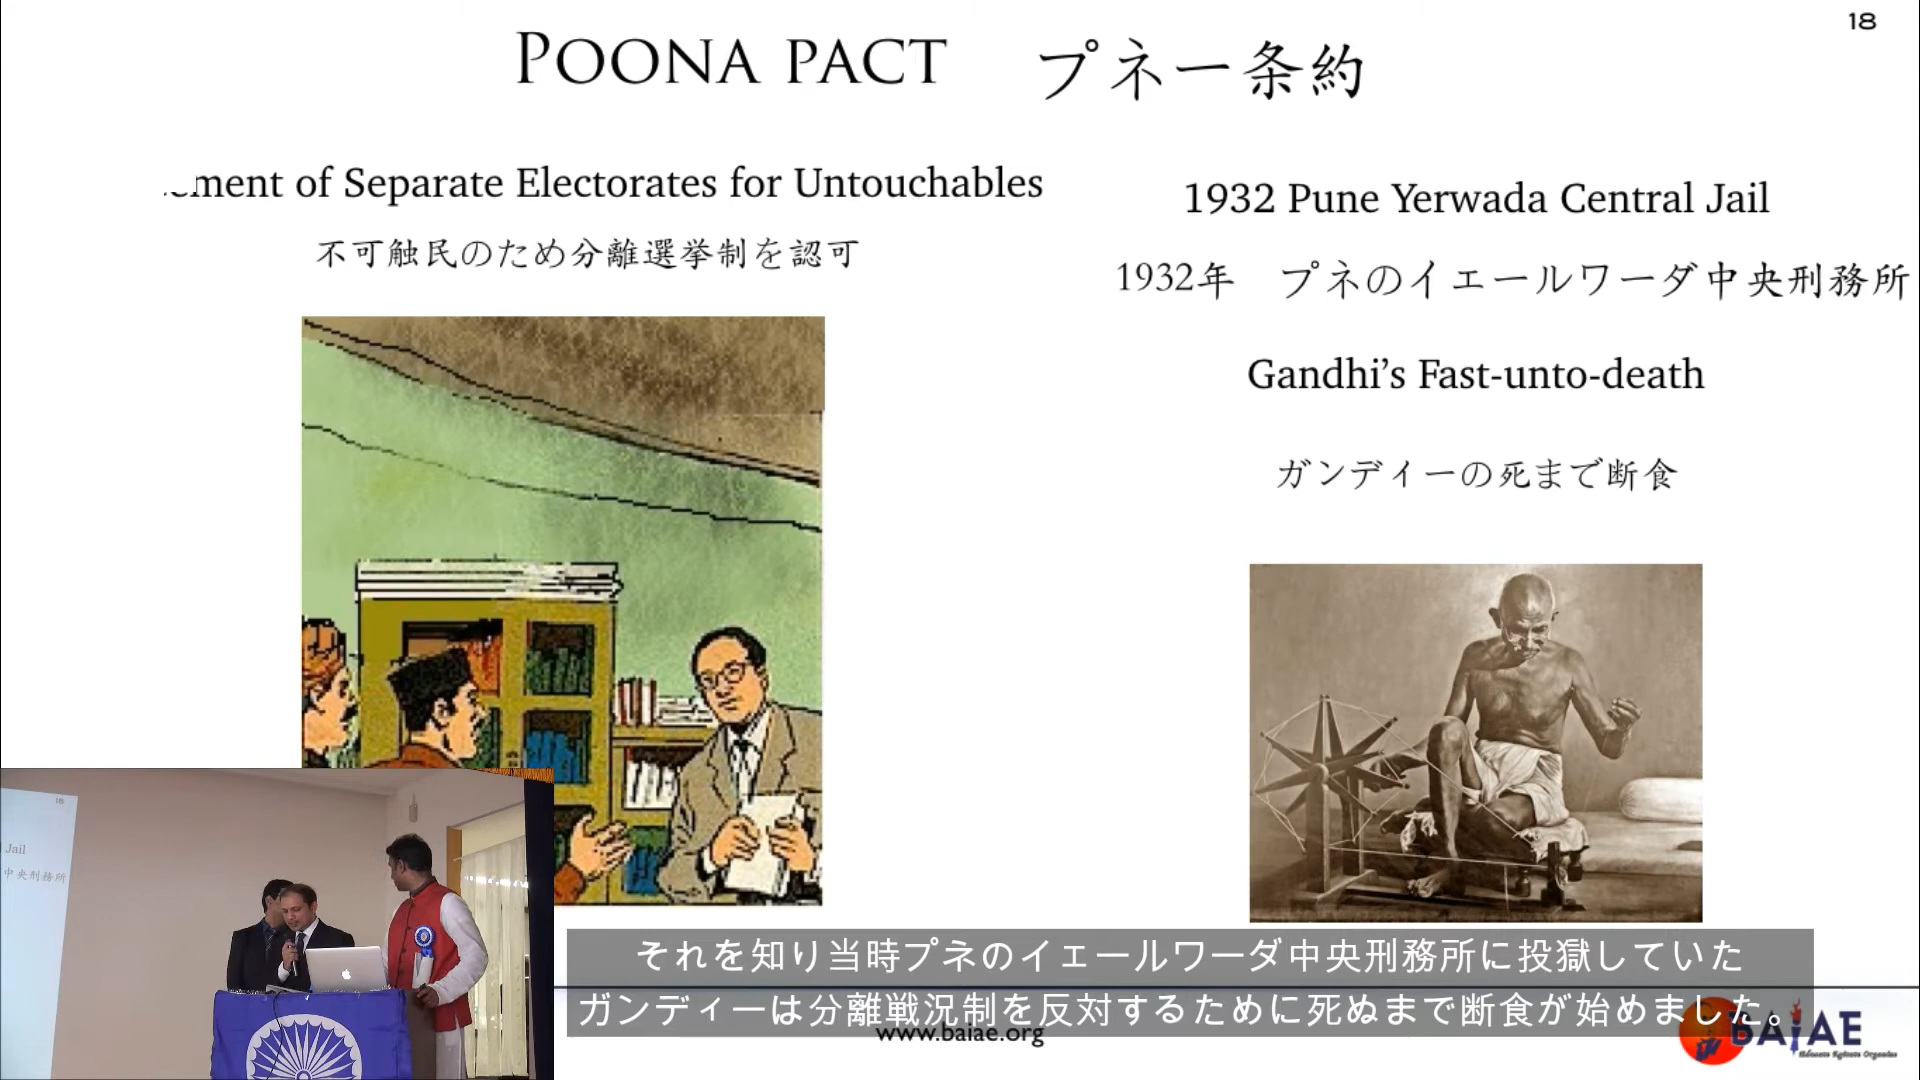 18
POONA PACT プネー条約
ment of Separate Electorates for Untouchables
不可触民のため分離選挙制を認可
1932 Pune Yerwada Central Jail
1932年 プネのイエールワーダ中央刑務所
Gandhi’s Fast-unto-death
ガンディーの死まで断食
18
Jail
中央刑務所
それを知り当時プネのイェールワーダ中央刑務所に投獄していた
ガンディーは分離戦況制を反対するために死ぬまで断食が始めました。
www.baiae.org
BAIAE
Educate Agitate Organize